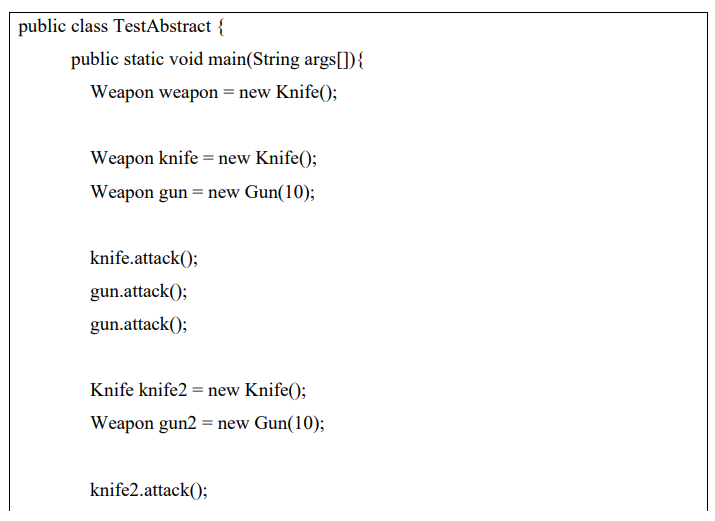 public class TestAbstract {
public static void main(String args[]){
Weapon weapon = new Knife();
Weapon knife = new Knife();
Weapon gun = new Gun(10);
knife.attack();
gun.attack();
gun.attack();
Knife knife2 = new Knife();
Weapon gun2 = new Gun(10);
knife2.attack();